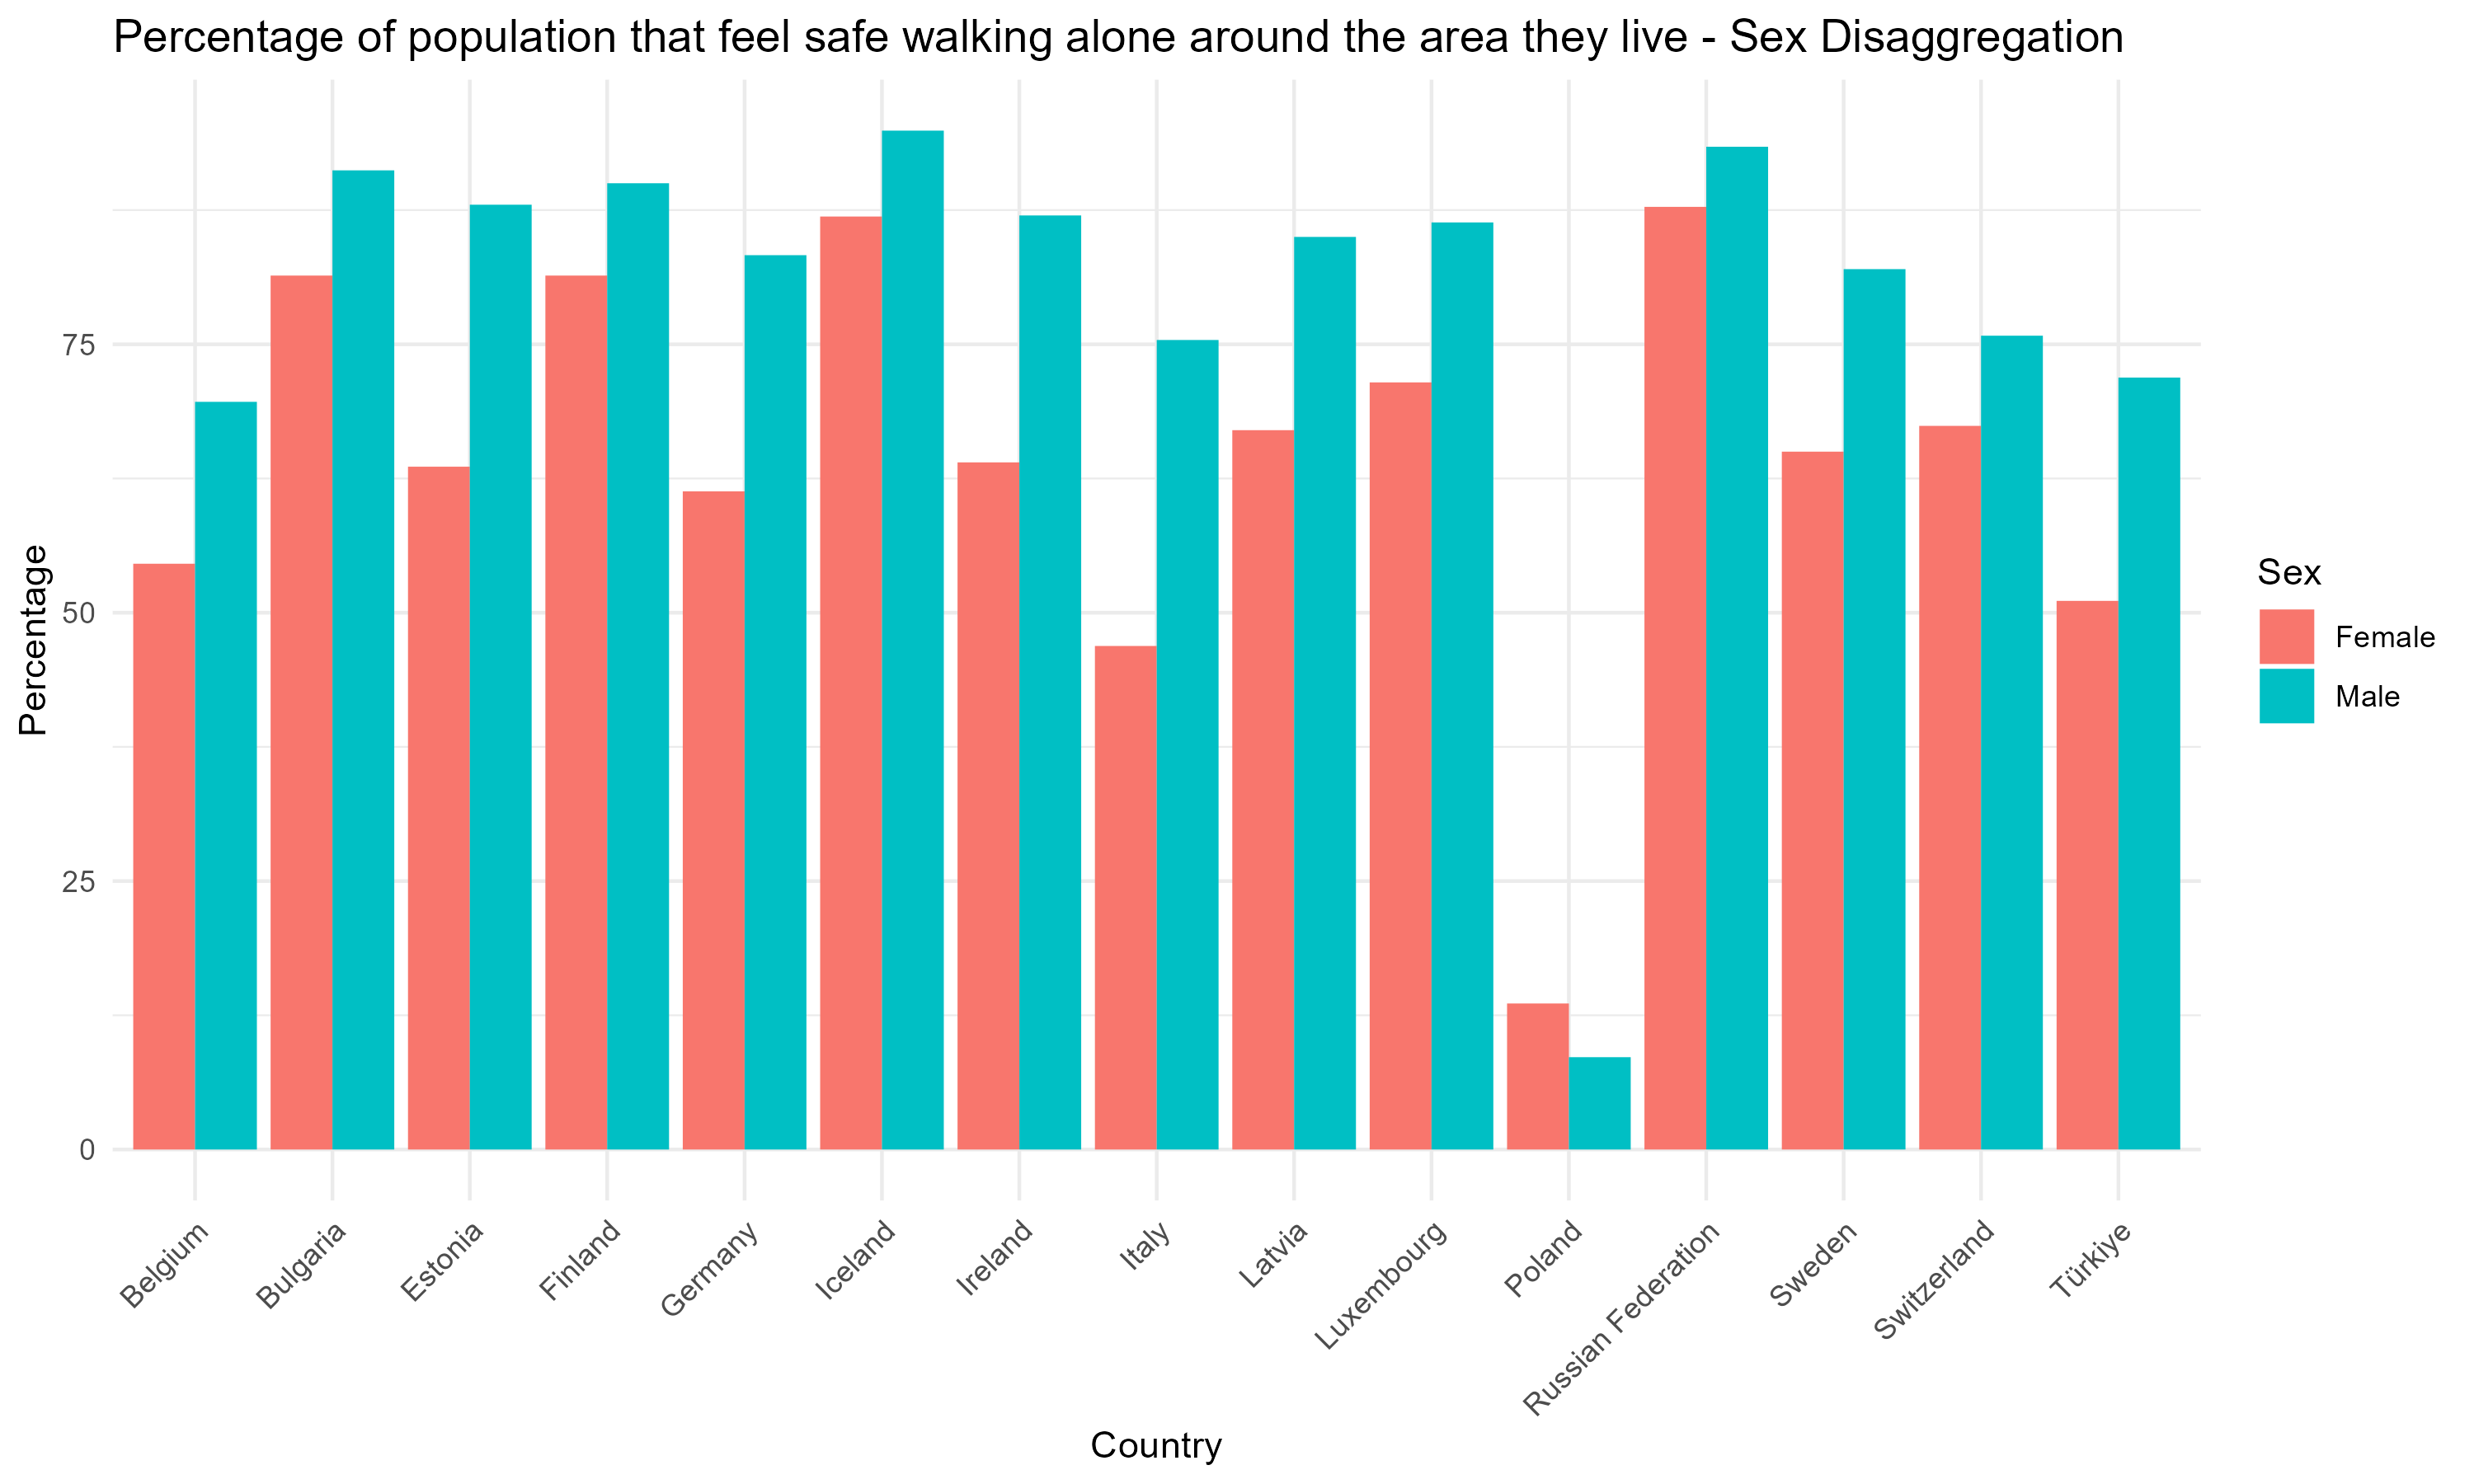 Percentage of population that feel safe walking alone around the area they live - Sex Disaggregation
Percentage
75
50
25
0
Belgium
Bulgaria
Estonia
Finland
Germany
Iceland
Ireland
Italy
Latvia
Luxembourg
Poland
Russian Federation
Sweden
Switzerland
Türkiye
Country
Sex
Female
Male